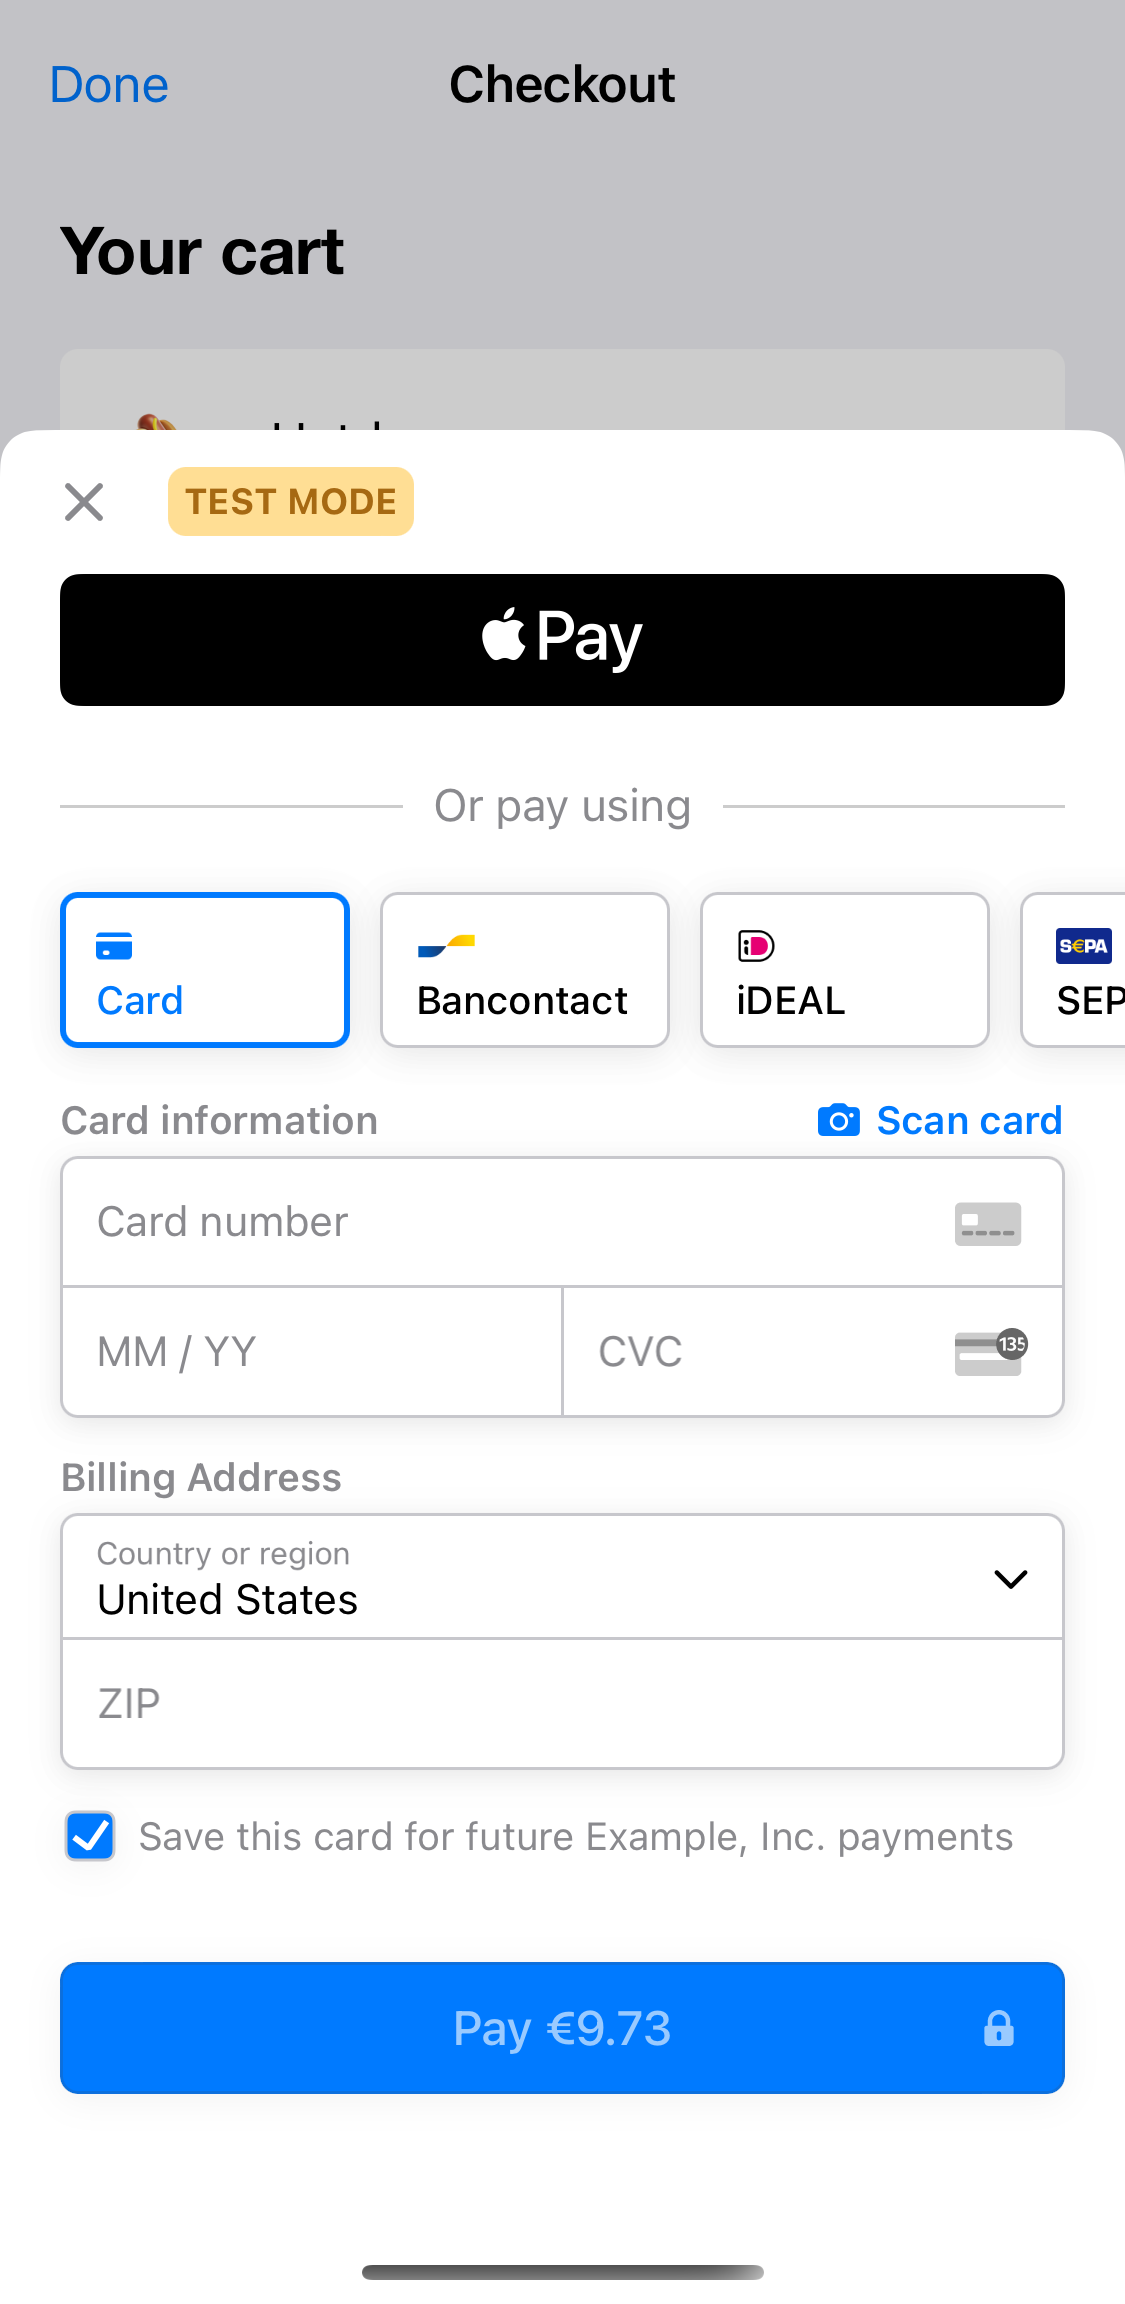 Done
Checkout
Your cart
TEST MODE
Pay
Or pay using
Card
Bancontact
iDEAL
SEPA
SEP
Card information
Scan card
Card number
MM / YY
CVC
135
Billing Address
Country or region
United States
ZIP
Save this card for future Example, Inc. payments
Pay €9.73